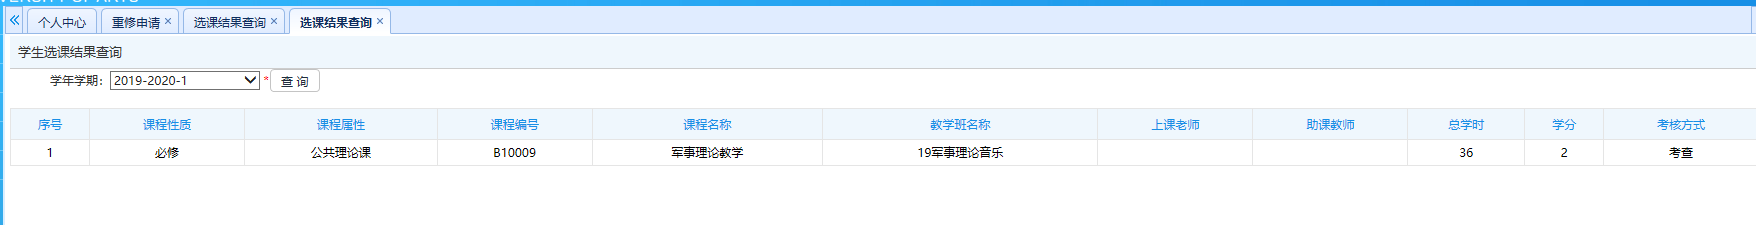 个人中心 重修申请 选课结果查询 选课结果查询
学生选课结果查询
学年学期: 2019-2020-1 * 查 询
序号 课程性质 课程属性 课程编号 课程名称 教学班名称 上课老师 助课教师 总学时 学分 考核方式
1 必修 公共理论课 B10009 军事理论教学 19军事理论音乐 36 2 考查